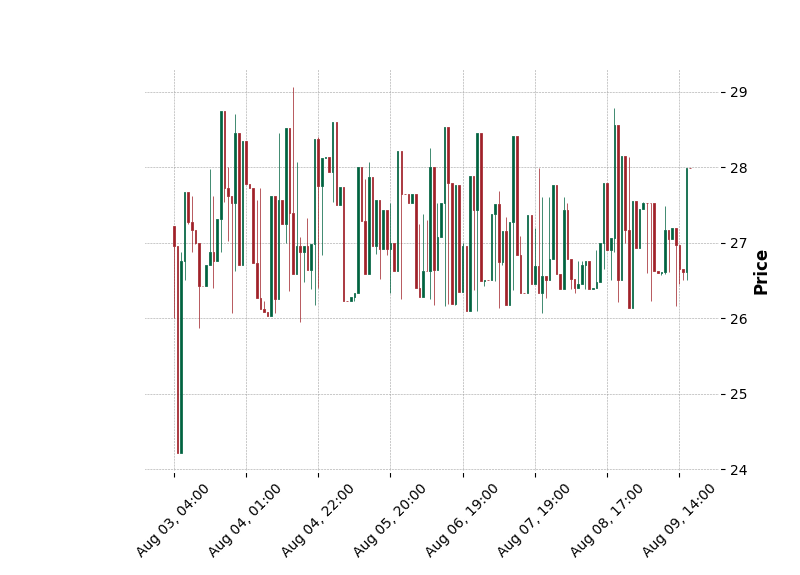 29
28
27
26
25
24
Price
Aug 03, 04:00
Aug 04, 01:00
Aug 04, 22:00
Aug 05, 20:00
Aug 06, 19:00
Aug 07, 19:00
Aug 08, 17:00
Aug 09, 14:00